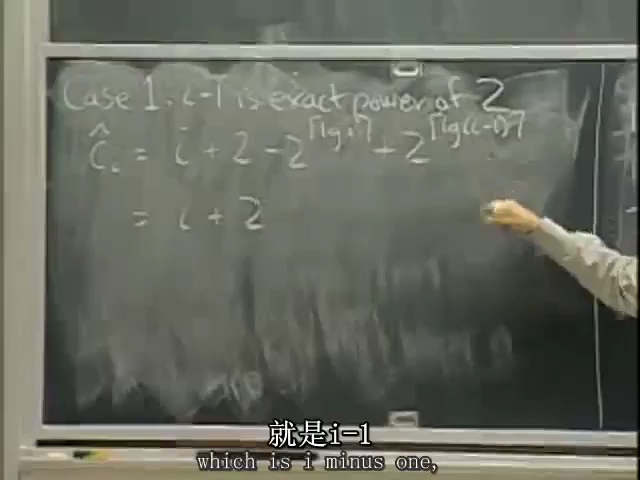 Case 1: i-1 is exact power of 2
ĉᵢ = i + 2 - 2^⌈lg i⌉ + 2^⌈lg(i-1)⌉
= i + 2
就是i-1
which is i minus one,